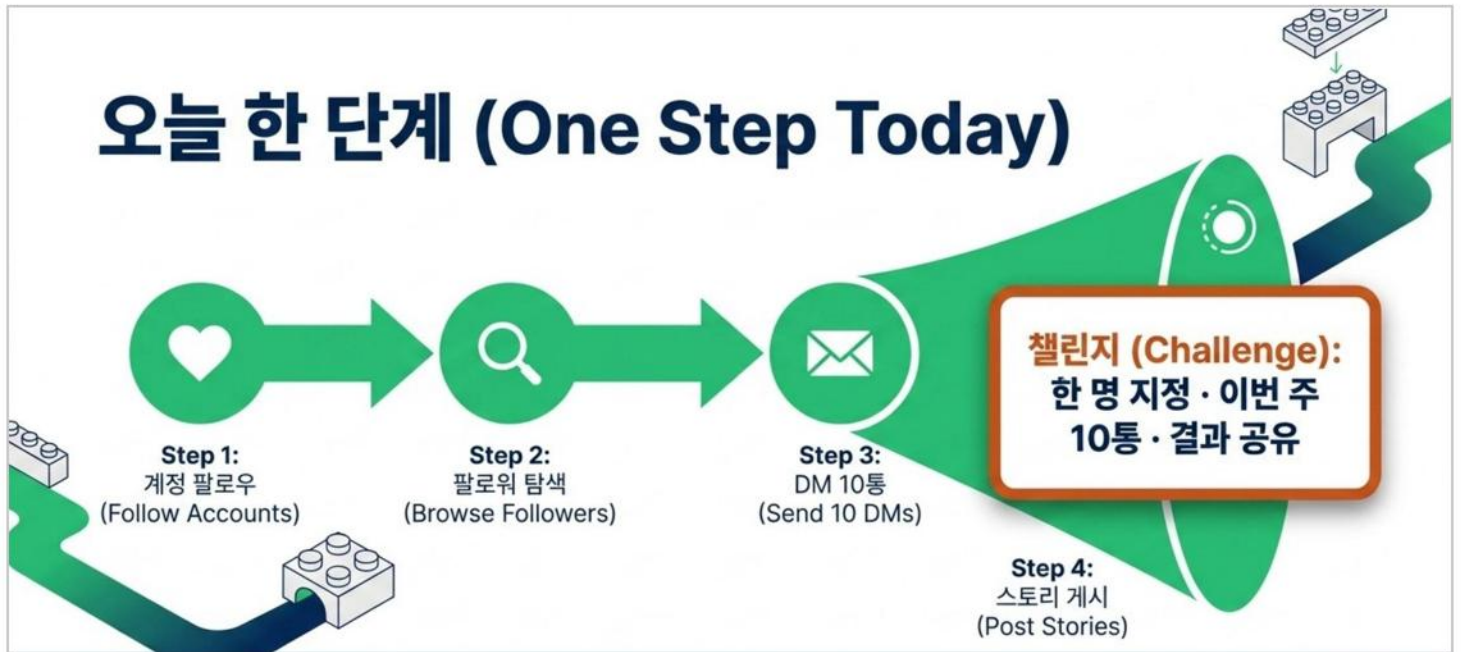 오늘 한 단계 (One Step Today)
Step 1:
계정 팔로우
(Follow Accounts)
Step 2:
팔로워 탐색
(Browse Followers)
Step 3:
DM 10통
(Send 10 DMs)
챌린지 (Challenge):
한 명 지정 · 이번 주
10통 · 결과 공유
Step 4:
스토리 게시
(Post Stories)